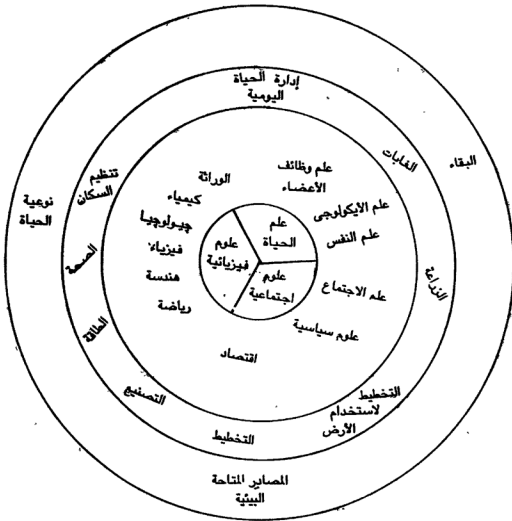 إدارة الحياة
اليومية
الغابات
البقاء
تنظيم
السكان
نوعية
الحياة
علم وظائف
الأعضاء
الوراثة
كيمياء
علم الايكولوجى
جيولوجيا
علم النفس
علم
الحياة
علوم
فيزيائية
فيزياء
الصحة
علوم
اجتماعية
هندسة
علم الاجتماع
الزراعة
رياضة
علوم سياسية
الطاقة
اقتصاد
التصنيع
التخطيط
لاستخدام
الأرض
التخطيط
المصادر المتاحة
البيئية